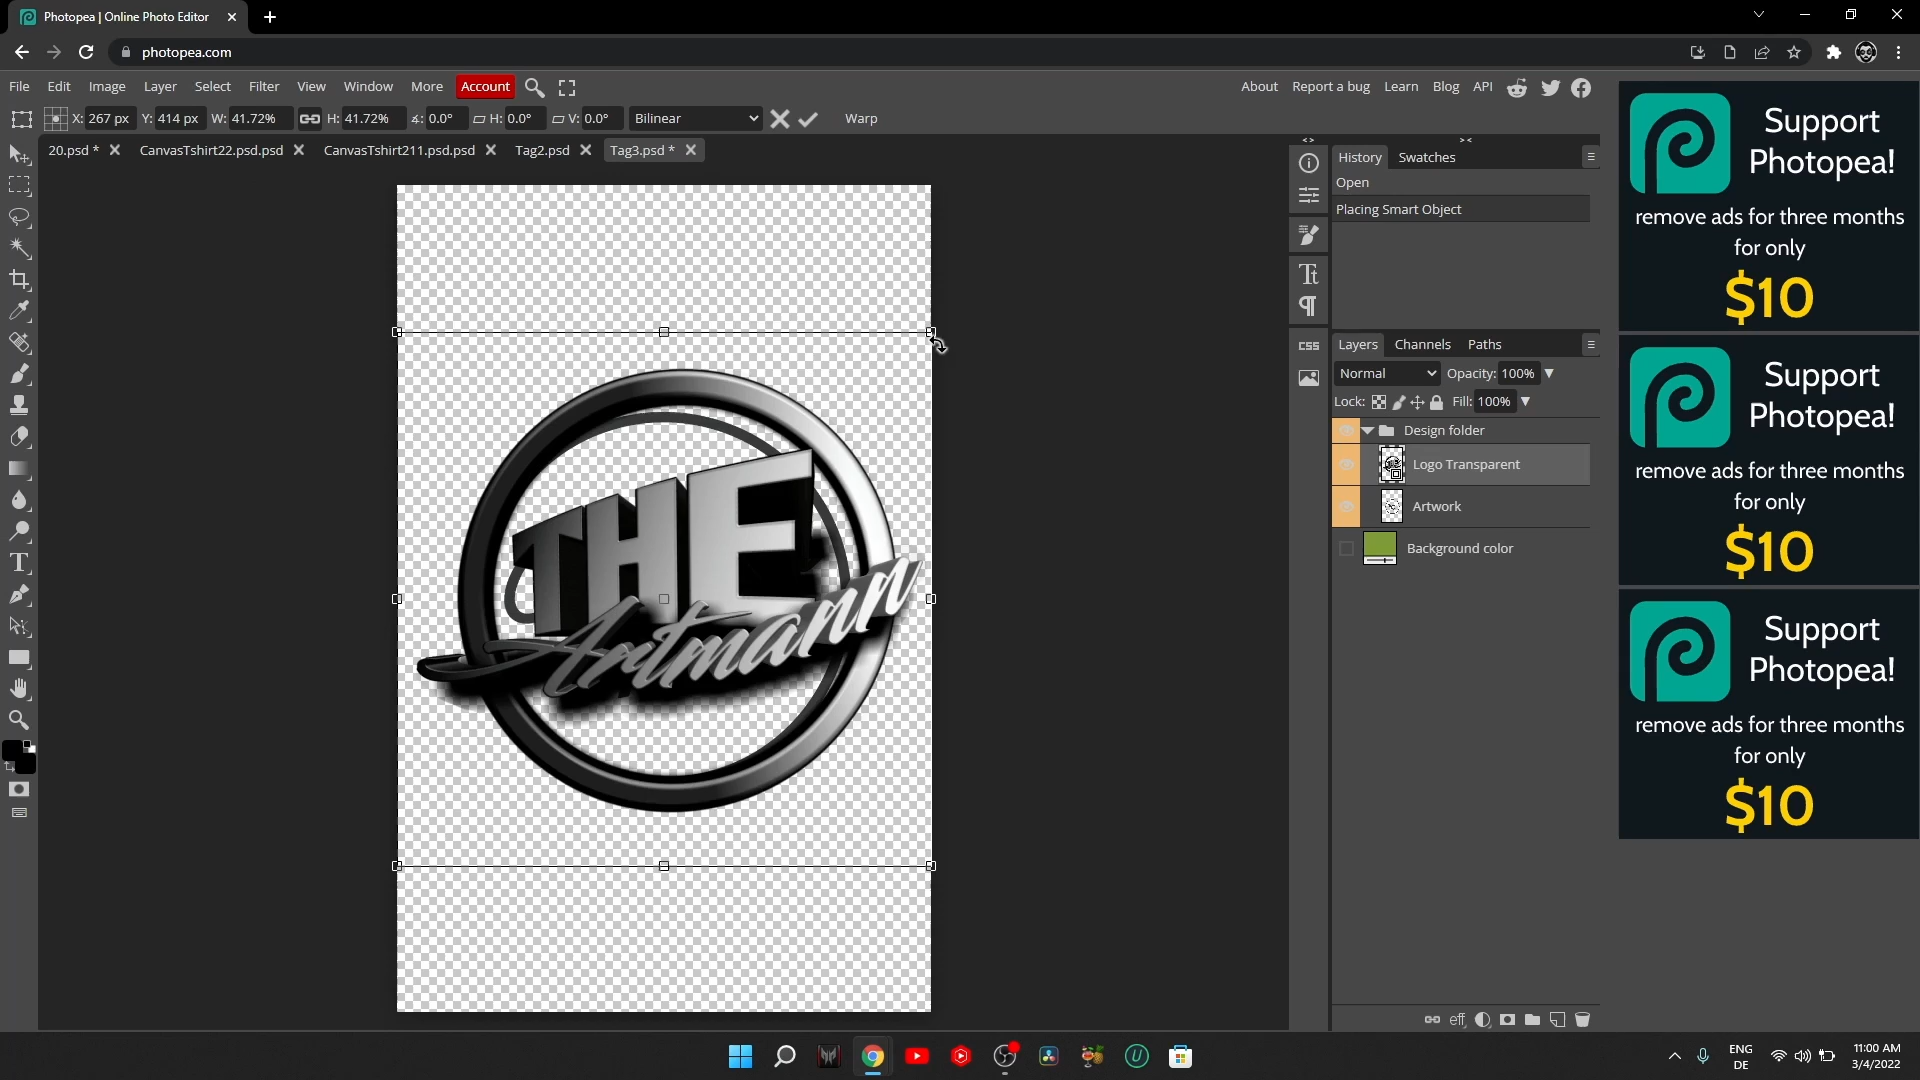 Photopea | Online Photo Editor
photopea.com
File Edit Image Layer Select Filter View Window More Account
About Report a bug Learn Blog API
X: 267 px Y: 414 px W: 41.72% H: 41.72% ∡: 0.0° H: 0.0° V: 0.0° Bilinear Warp
20.psd * CanvasTshirt22.psd.psd CanvasTshirt211.psd.psd Tag2.psd Tag3.psd *
History Swatches
Open
Placing Smart Object
CSS
Layers Channels Paths
Normal Opacity: 100%
Lock: Fill: 100%
Design folder
Logo Transparent
Artwork
Background color
eff
THE
Artmann
Support
Photopea!
remove ads for three months
for only
$10
Support
Photopea!
remove ads for three months
for only
$10
Support
Photopea!
remove ads for three months
for only
$10
ENG
DE
11:00 AM
3/4/2022